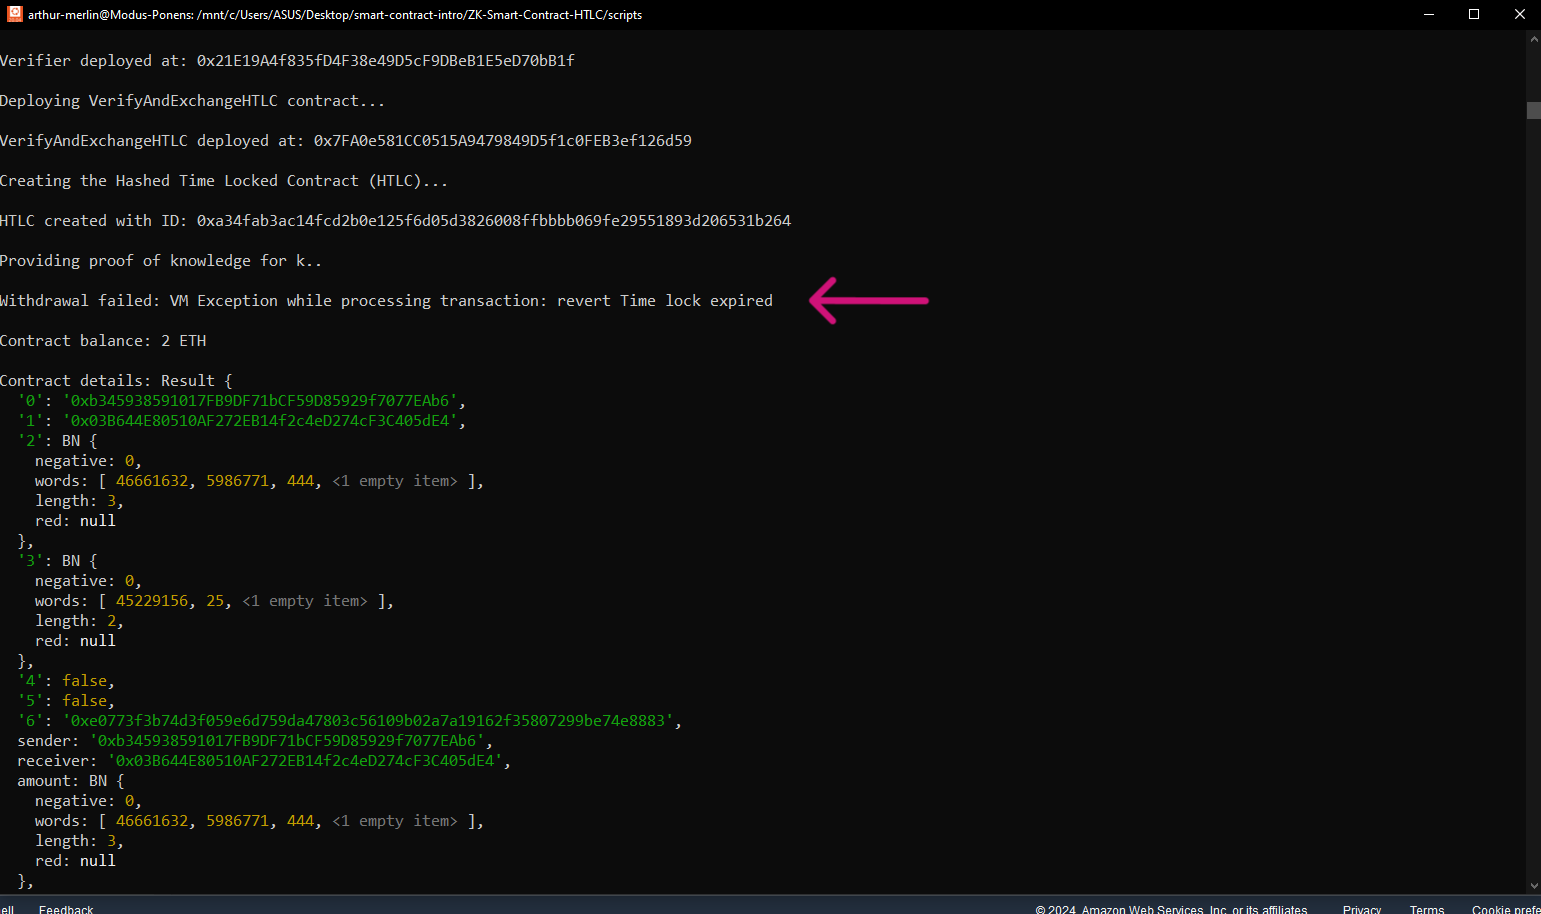 arthur-merlin@Modus-Ponens: /mnt/c/Users/ASUS/Desktop/smart-contract-intro/ZK-Smart-Contract-HTLC/scripts
Verifier deployed at: 0x21E19A4f835fD4F38e49D5cF9DBeB1E5eD70bB1f
Deploying VerifyAndExchangeHTLC contract...
VerifyAndExchangeHTLC deployed at: 0x7FA0e581CC0515A9479849D5f1c0FEB3ef126d59
Creating the Hashed Time Locked Contract (HTLC)...
HTLC created with ID: 0xa34fab3ac14fcd2b0e125f6d05d3826008ffbbbb069fe29551893d206531b264
Providing proof of knowledge for k..
Withdrawal failed: VM Exception while processing transaction: revert Time lock expired
Contract balance: 2 ETH
Contract details: Result {
'0': '0xb345938591017FB9DF71bCF59D85929f7077EAb6',
'1': '0x03B644E80510AF272EB14f2c4eD274cF3C405dE4',
'2': BN {
negative: 0,
words: [ 46661632, 5986771, 444, <1 empty item> ],
length: 3,
red: null
},
'3': BN {
negative: 0,
words: [ 45229156, 25, <1 empty item> ],
length: 2,
red: null
},
'4': false,
'5': false,
'6': '0xe0773f3b74d3f059e6d759da47803c56109b02a7a19162f35807299be74e8883',
sender: '0xb345938591017FB9DF71bCF59D85929f7077EAb6',
receiver: '0x03B644E80510AF272EB14f2c4eD274cF3C405dE4',
amount: BN {
negative: 0,
words: [ 46661632, 5986771, 444, <1 empty item> ],
length: 3,
red: null
},
ell Feedback © 2024, Amazon Web Services, Inc. or its affiliates. Privacy Terms Cookie prefe